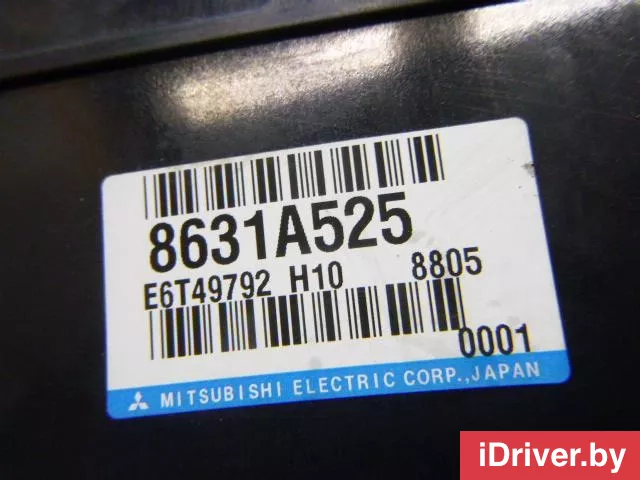 8631A525
E6T49792 H10 8805
0001
MITSUBISHI ELECTRIC CORP.,JAPAN
iDriver.by